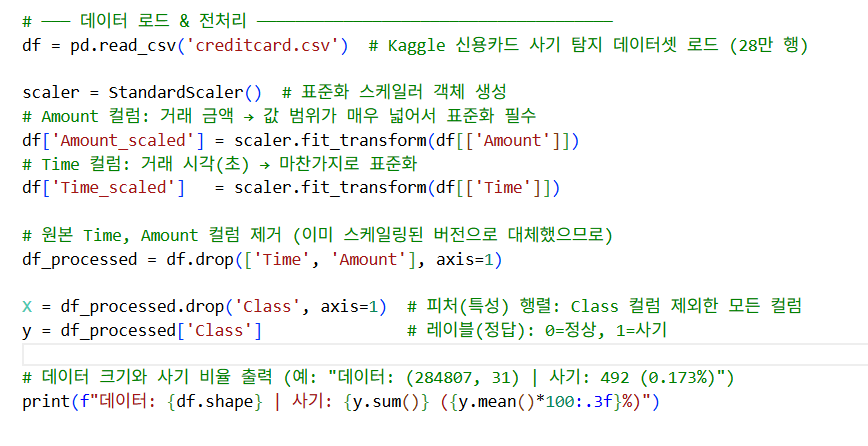 # ─── 데이터 로드 & 전처리 ──────────────────────────────────
df = pd.read_csv('creditcard.csv')  # Kaggle 신용카드 사기 탐지 데이터셋 로드 (28만 행)
scaler = StandardScaler()  # 표준화 스케일러 객체 생성
# Amount 컬럼: 거래 금액 → 값 범위가 매우 넓어서 표준화 필수
df['Amount_scaled'] = scaler.fit_transform(df[['Amount']])
# Time 컬럼: 거래 시각(초) → 마찬가지로 표준화
df['Time_scaled']   = scaler.fit_transform(df[['Time']])
# 원본 Time, Amount 컬럼 제거 (이미 스케일링된 버전으로 대체했으므로)
df_processed = df.drop(['Time', 'Amount'], axis=1)
X = df_processed.drop('Class', axis=1)  # 피처(특성) 행렬: Class 컬럼 제외한 모든 컬럼
y = df_processed['Class']               # 레이블(정답): 0=정상, 1=사기
# 데이터 크기와 사기 비율 출력 (예: "데이터: (284807, 31) | 사기: 492 (0.173%)")
print(f"데이터: {df.shape} | 사기: {y.sum()} ({y.mean()*100:.3f}%)")